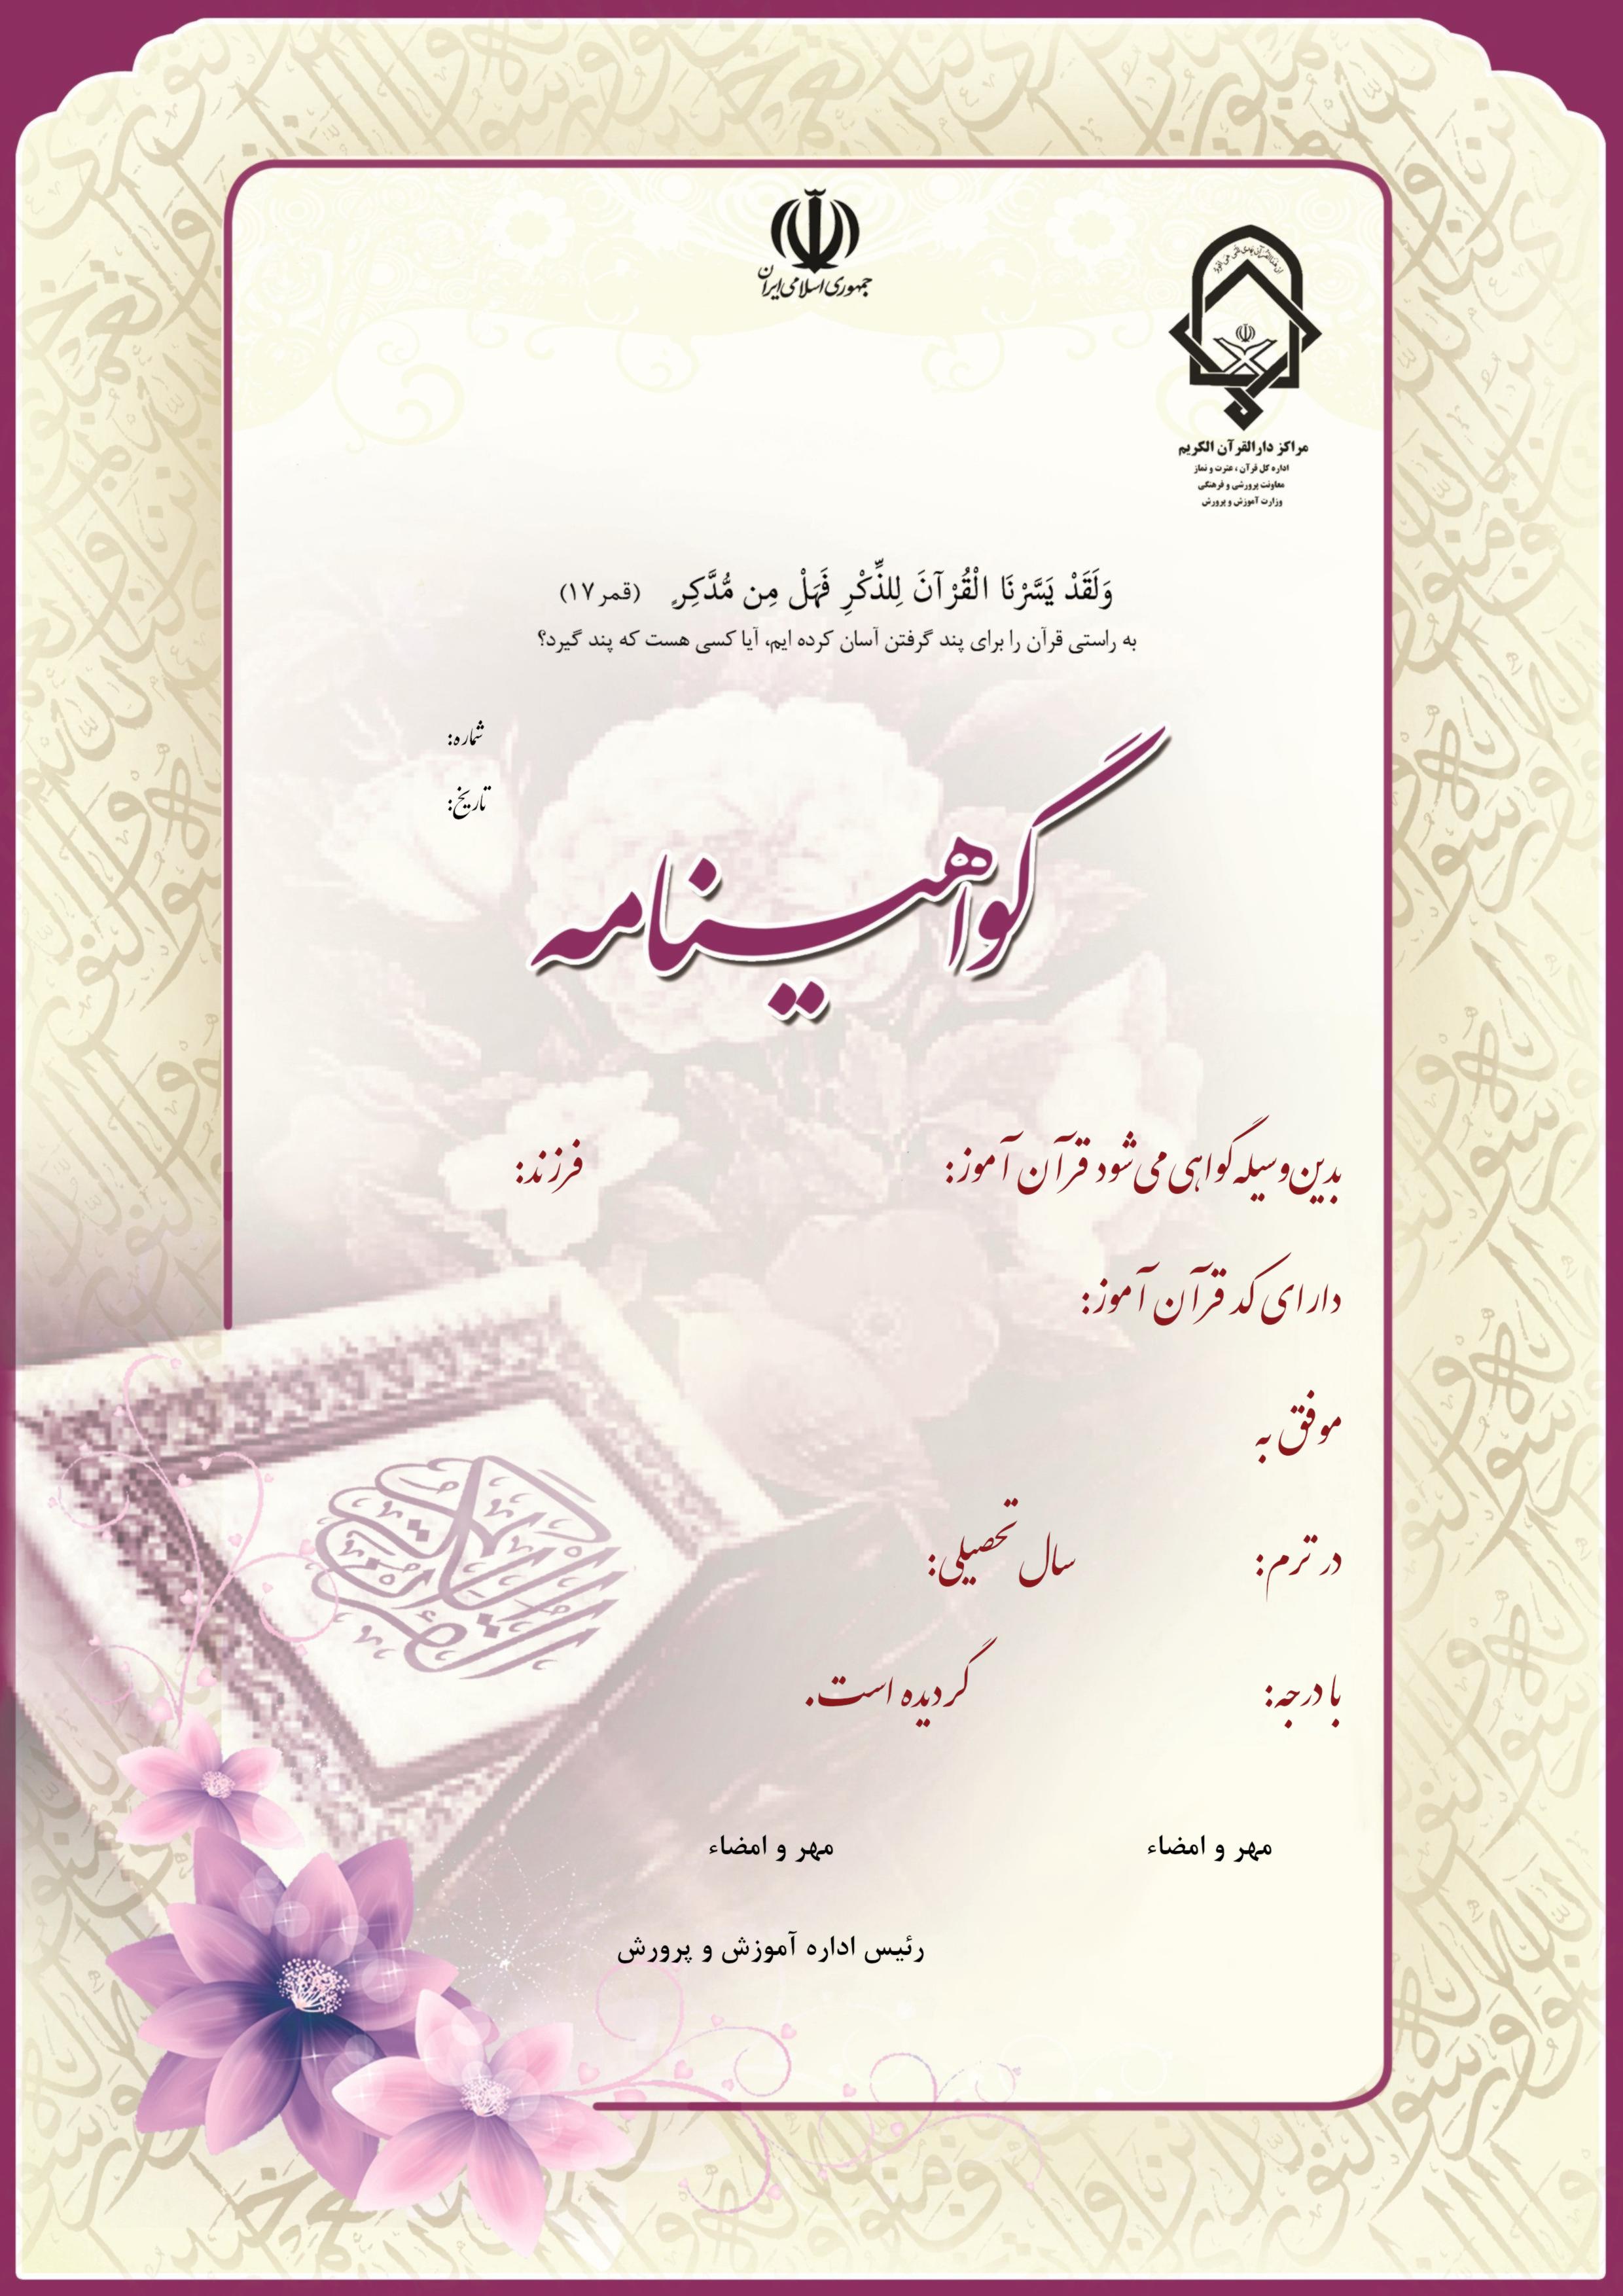 جمهوری اسلامی ایران
مراکز دارالقرآن الکریم
اداره کل قرآن ، عترت و نماز
معاونت پرورشی و فرهنگی
وزارت آموزش و پرورش
وَلَقَدْ يَسَّرْنَا الْقُرْآنَ لِلذِّكْرِ فَهَلْ مِن مُّدَّكِرٍ (قمر۱۷)
به راستی قرآن را برای پند گرفتن آسان کرده ایم، آیا کسی هست که پند گیرد؟
شماره:
تاریخ:
گواهینامه
بدین وسیله گواهی می شود قرآن آموز: فرزند:
دارای کد قرآن آموز:
موفق به
در ترم: سال تحصیلی:
با درجه: گردیده است.
مهر و امضاء مهر و امضاء
رئیس اداره آموزش و پرورش